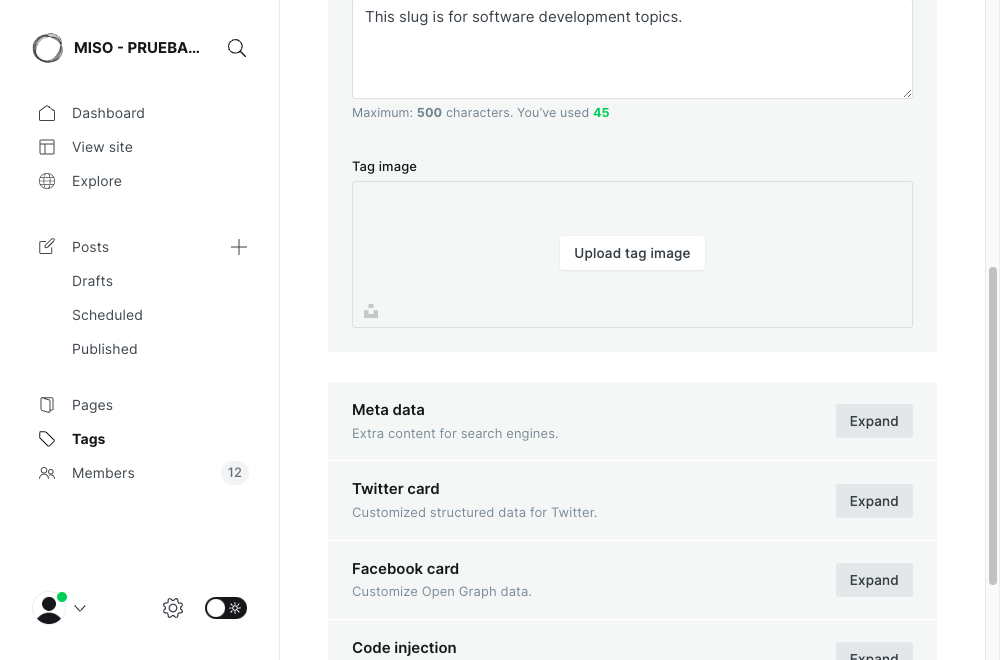 MISO - PRUEBA...
Dashboard
View site
Explore
Posts
Drafts
Scheduled
Published
Pages
Tags
Members
12
This slug is for software development topics.
Maximum: 500 characters. You’ve used 45
Tag image
Upload tag image
Meta data
Extra content for search engines.
Expand
Twitter card
Customized structured data for Twitter.
Expand
Facebook card
Customize Open Graph data.
Expand
Code injection
Expand